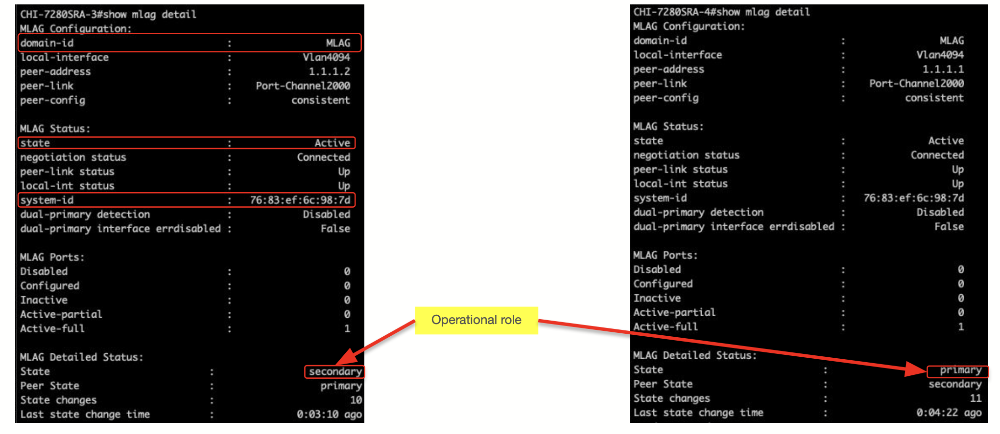 CHI-7280SRA-3#show mlag detail
MLAG Configuration:
domain-id : MLAG
local-interface : Vlan4094
peer-address : 1.1.1.2
peer-link : Port-Channel2000
peer-config : consistent
MLAG Status:
state : Active
negotiation status : Connected
peer-link status : Up
local-int status : Up
system-id : 76:83:ef:6c:98:7d
dual-primary detection : Disabled
dual-primary interface errdisabled : False
MLAG Ports:
Disabled : 0
Configured : 0
Inactive : 0
Active-partial : 0
Active-full : 1
MLAG Detailed Status:
State : secondary
Peer State : primary
State changes : 10
Last state change time : 0:03:10 ago
Operational role
CHI-7280SRA-4#show mlag detail
MLAG Configuration:
domain-id : MLAG
local-interface : Vlan4094
peer-address : 1.1.1.1
peer-link : Port-Channel2000
peer-config : consistent
MLAG Status:
state : Active
negotiation status : Connected
peer-link status : Up
local-int status : Up
system-id : 76:83:ef:6c:98:7d
dual-primary detection : Disabled
dual-primary interface errdisabled : False
MLAG Ports:
Disabled : 0
Configured : 0
Inactive : 0
Active-partial : 0
Active-full : 1
MLAG Detailed Status:
State : primary
Peer State : secondary
State changes : 11
Last state change time : 0:04:22 ago